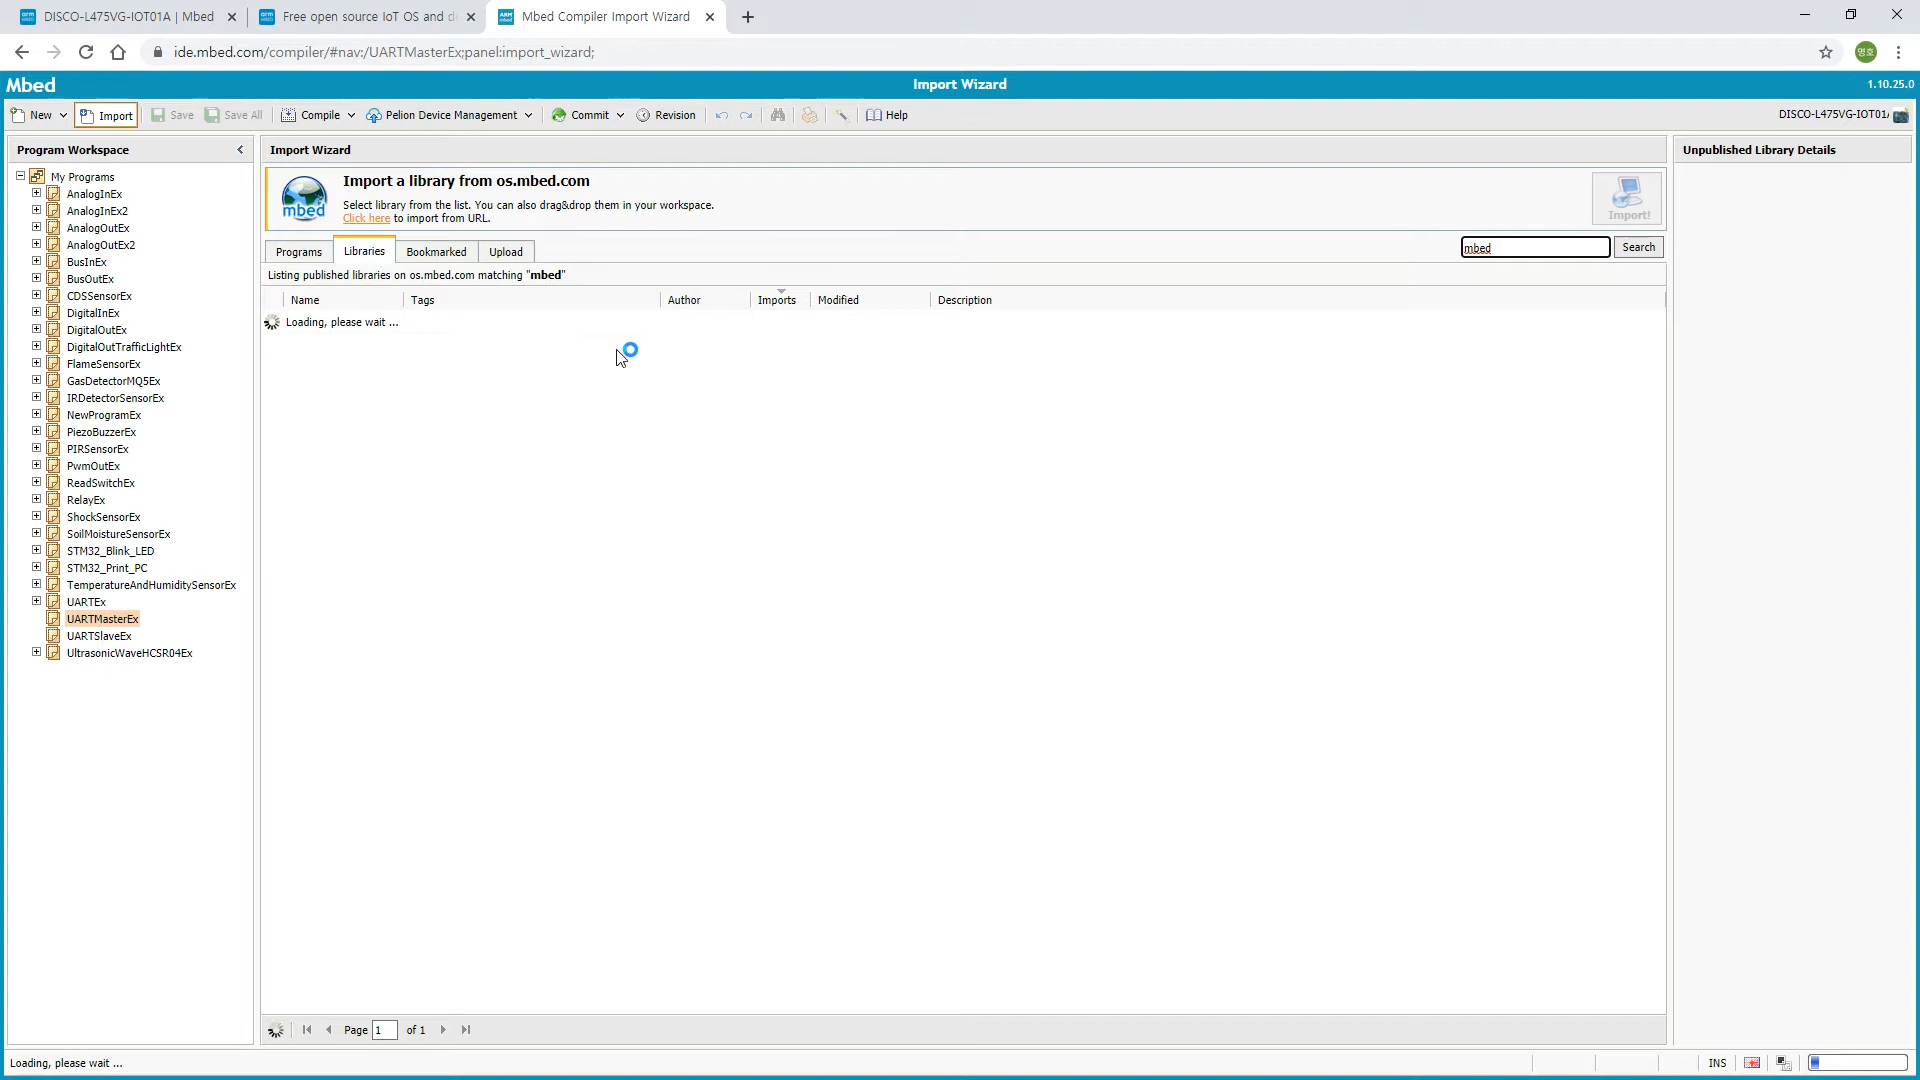 DISCO-L475VG-IOT01A | Mbed
Free open source IoT OS and d
Mbed Compiler Import Wizard
ide.mbed.com/compiler/#nav:/UARTMasterEx;panel:import_wizard;
명호
Mbed
Import Wizard
1.10.25.0
New
Import
Save
Save All
Compile
Pelion Device Management
Commit
Revision
Help
DISCO-L475VG-IOT01/
Program Workspace
My Programs
AnalogInEx
AnalogInEx2
AnalogOutEx
AnalogOutEx2
BusInEx
BusOutEx
CDSSensorEx
DigitalInEx
DigitalOutEx
DigitalOutTrafficLightEx
FlameSensorEx
GasDetectorMQ5Ex
IRDetectorSensorEx
NewProgramEx
PiezoBuzzerEx
PIRSensorEx
PwmOutEx
ReadSwitchEx
RelayEx
ShockSensorEx
SoilMoistureSensorEx
STM32_Blink_LED
STM32_Print_PC
TemperatureAndHumiditySensorEx
UARTEx
UARTMasterEx
UARTSlaveEx
UltrasonicWaveHCSR04Ex
Import Wizard
mbed
Import a library from os.mbed.com
Select library from the list. You can also drag&drop them in your workspace.
Click here to import from URL.
Import!
Programs
Libraries
Bookmarked
Upload
mbed
Search
Listing published libraries on os.mbed.com matching "mbed"
Name
Tags
Author
Imports
Modified
Description
Loading, please wait ...
Page 1 of 1
Unpublished Library Details
Loading, please wait ...
INS